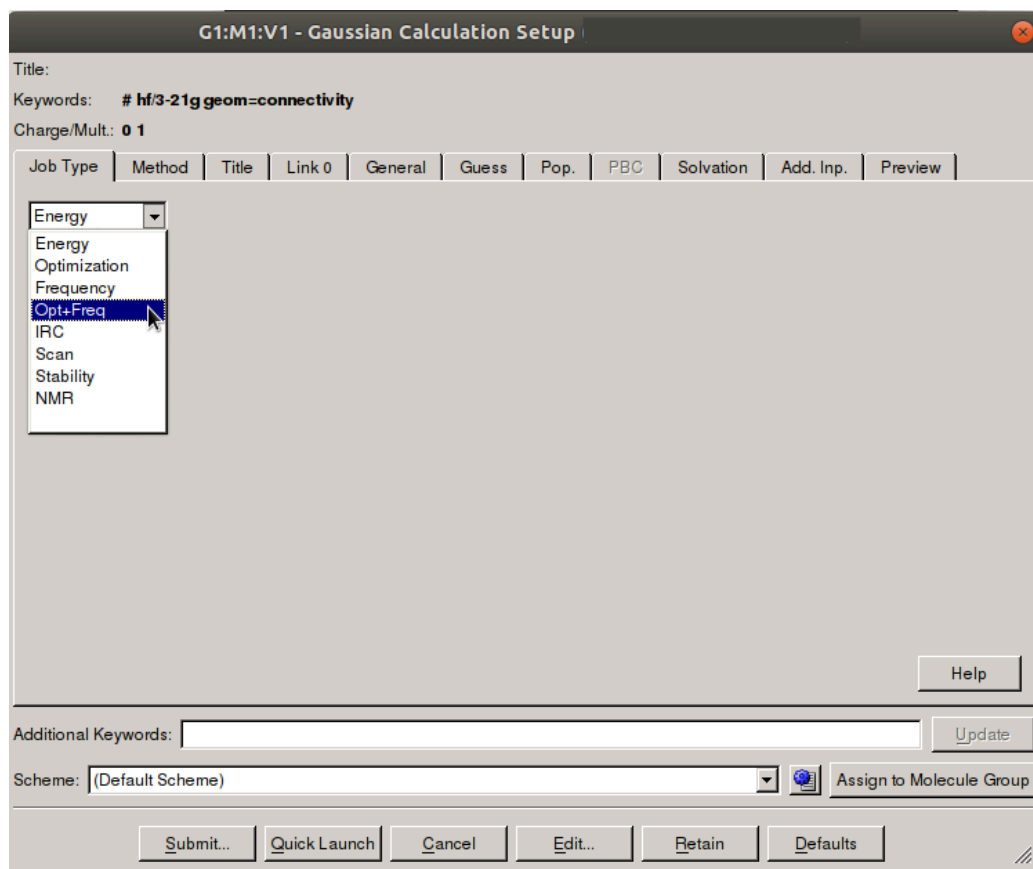 G1:M1:V1 - Gaussian Calculation Setup
Title:
Keywords: # hf/3-21g geom=connectivity
Charge/Mult.: 0 1
Job Type Method Title Link 0 General Guess Pop. PBC Solvation Add. Inp. Preview
Energy
Energy
Optimization
Frequency
Opt+Freq
IRC
Scan
Stability
NMR
Help
Additional Keywords: Update
Scheme: (Default Scheme) Assign to Molecule Group
Submit... Quick Launch Cancel Edit... Retain Defaults